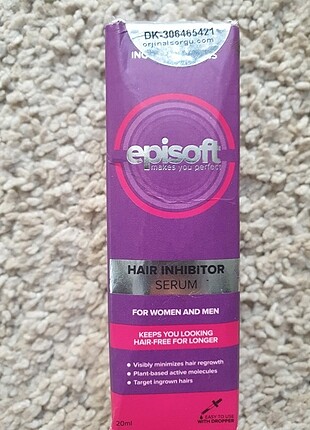 DK-306465421
orjinalsorgu.com
episoft
makes you perfect
HAIR INHIBITOR
SERUM
FOR WOMEN AND MEN
KEEPS YOU LOOKING
HAIR-FREE FOR LONGER
• Visibly minimizes hair regrowth
• Plant-based active molecules
• Target ingrown hairs
20ml
EASY TO USE
WITH DROPPER